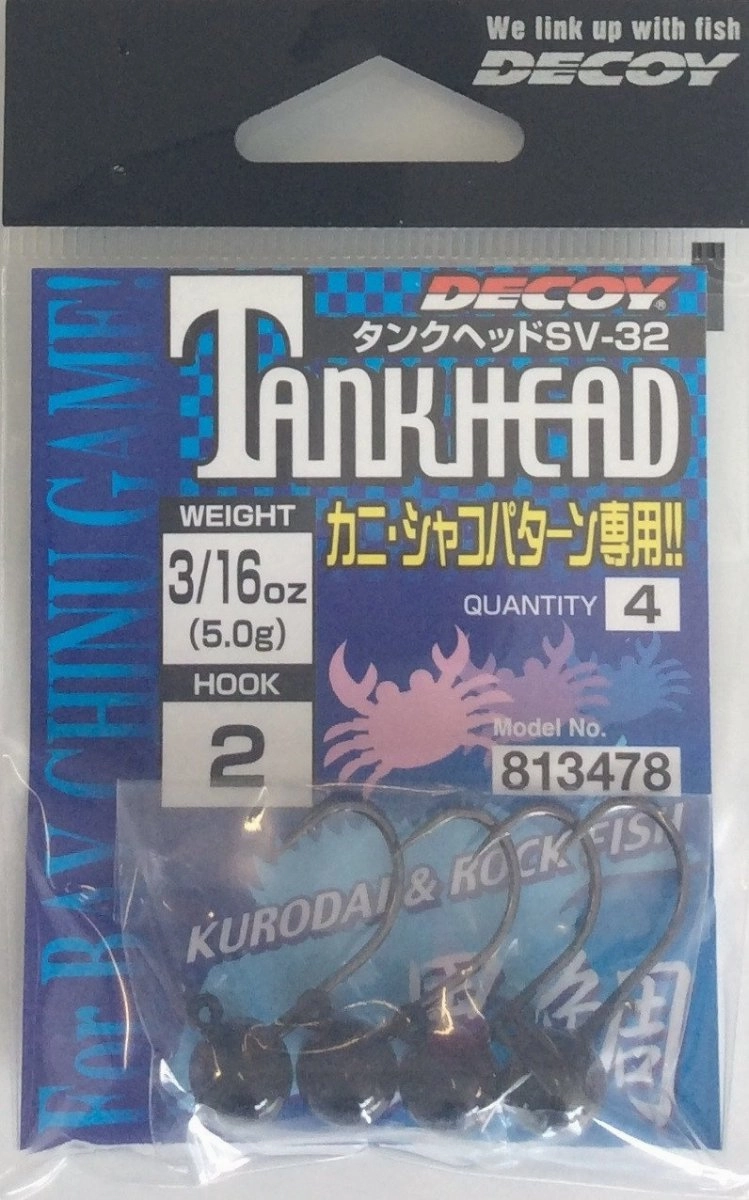 We link up with fish
DECOY
DECOY®
タンクヘッドSV-32
TANKHEAD
カニ・シャコパターン専用!!
WEIGHT
3/16oz
(5.0g)
QUANTITY 4
HOOK
2
Model No.
813478
KURODAI & ROCK FISH
For BAY CHINU GAME!